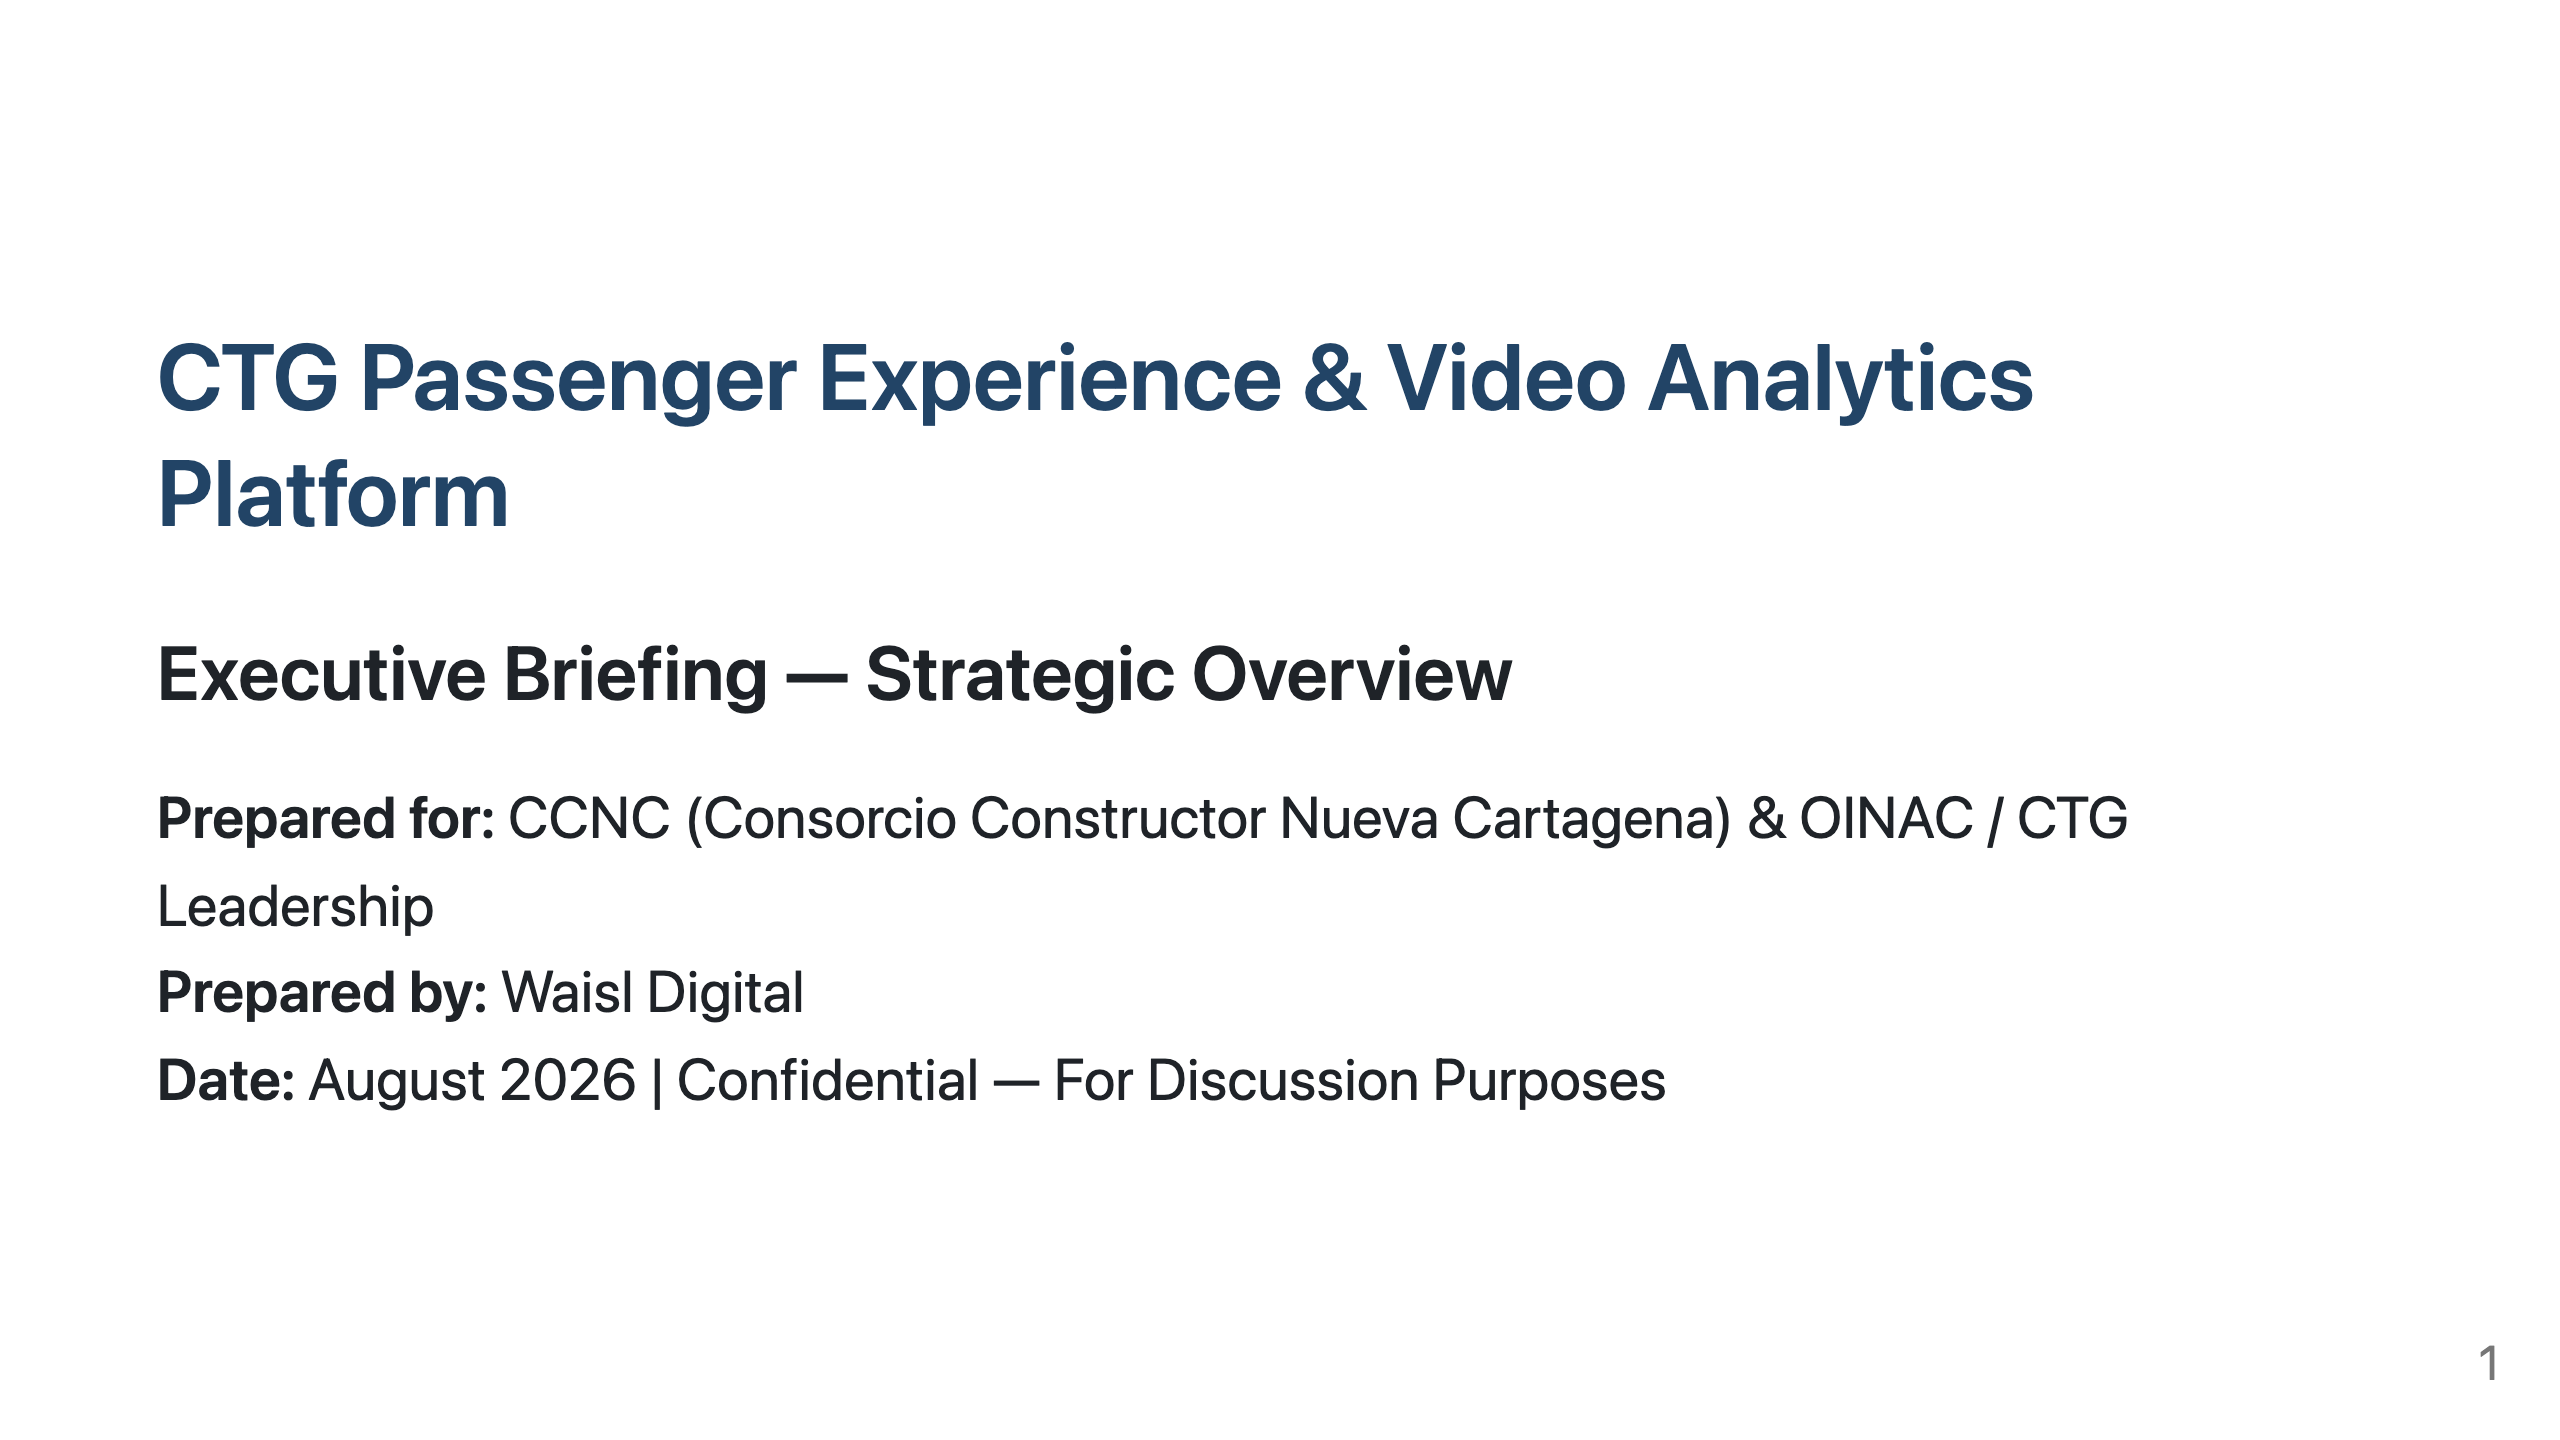 CTG Passenger Experience & Video Analytics
Platform
Executive Briefing — Strategic Overview
Prepared for: CCNC (Consorcio Constructor Nueva Cartagena) & OINAC / CTG
Leadership
Prepared by: Waisl Digital
Date: August 2026 | Confidential — For Discussion Purposes
1